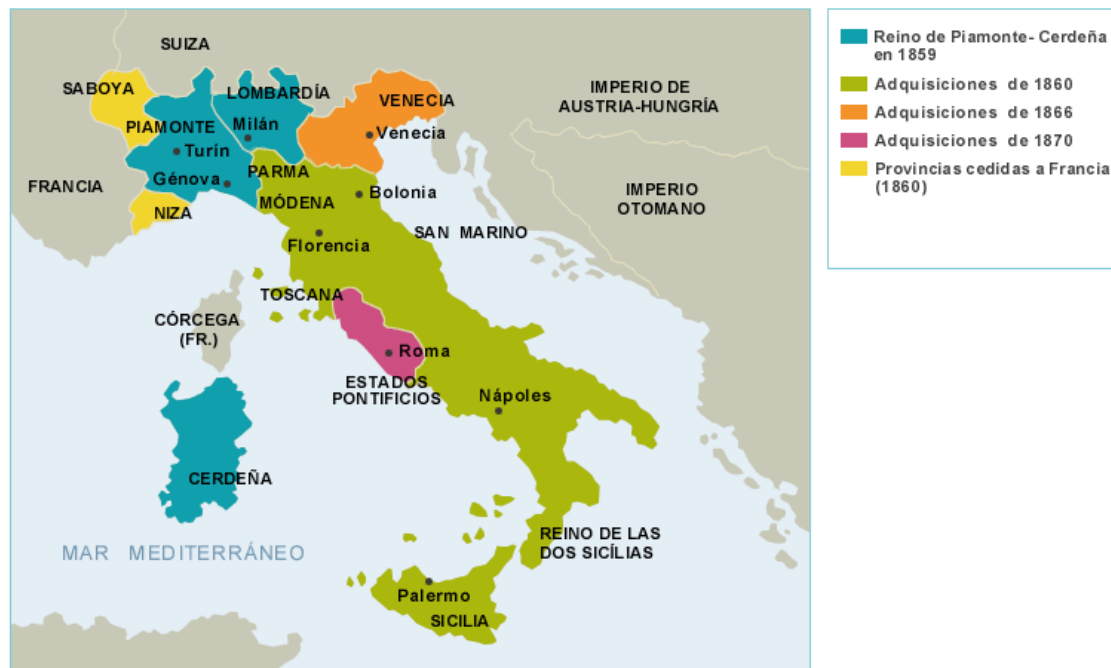 SUIZA
SABOYA
LOMBARDÍA
VENECIA
IMPERIO DE
AUSTRIA-HUNGRÍA
PIAMONTE
Milán
Venecia
Turín
FRANCIA
Génova
PARMA
Bolonia
IMPERIO
OTOMANO
NIZA
MÓDENA
SAN MARINO
Florencia
TOSCANA
CÓRCEGA
(FR.)
Roma
ESTADOS
PONTIFICIOS
Nápoles
CERDEÑA
MAR MEDITERRÁNEO
REINO DE LAS
DOS SICÍLIAS
Palermo
SICILIA
Reino de Piamonte- Cerdeña
en 1859
Adquisiciones de 1860
Adquisiciones de 1866
Adquisiciones de 1870
Provincias cedidas a Francia
(1860)